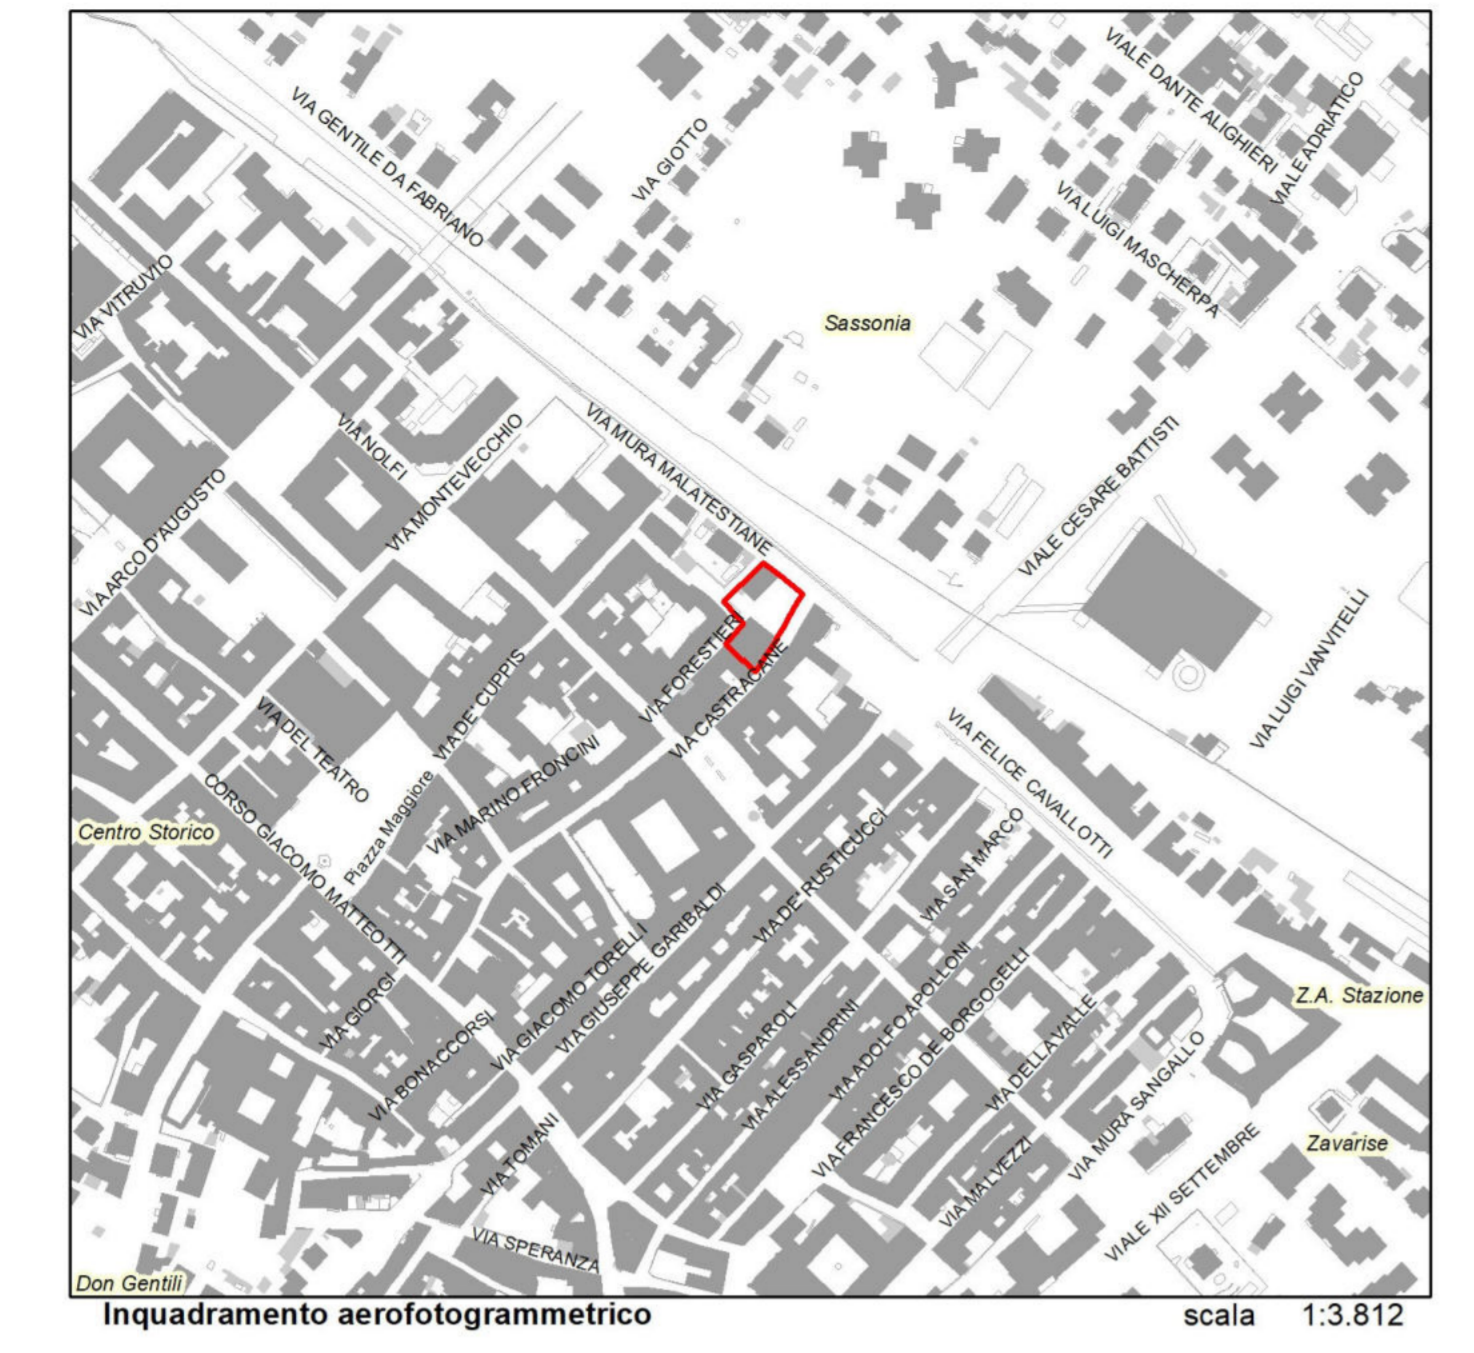 VIALE DANTE ALIGHIERI
VIA GENTILE DA FABRIANO
VIALE ADRIATICO
VIA GIOTTO
VIA LUIGI MASCHERPA
VIA VITRUVIO
Sassonia
VIA NOLFI
VIA MONTEVECCHIO
VIA MURA MALATESTIANE
VIALE CESARE BATTISTI
VIA ARCO D'AUGUSTO
VIA LUIGI VANVITELLI
VIA FORESTIERI
VIA CASTRACANE
VIA DE' CUPPIS
VIA DEL TEATRO
VIA FELICE CAVALLOTTI
VIA MARINO FRONCINI
Piazza Maggiore
Centro Storico
CORSO GIACOMO MATTEOTTI
VIA DE' RUSTICUCCI
VIA SAN MARCO
VIA GIORGI
VIA GIACOMO TORELLI
VIA GIUSEPPE GARIBALDI
VIA BONACCORSI
VIA GASPAROLI
VIA ALESSANDRINI
VIA ADOLFO APOLLONI
VIA FRANCESCO DE BORGOGELLI
VIA DELLA VALLE
Z.A. Stazione
VIA MURA SANGALLO
VIA TOMANI
VIA MALVEZZI
VIALE XII SETTEMBRE
Zavarise
VIA SPERANZA
Don Gentili
Inquadramento aerofotogrammetrico
scala 1:3.812